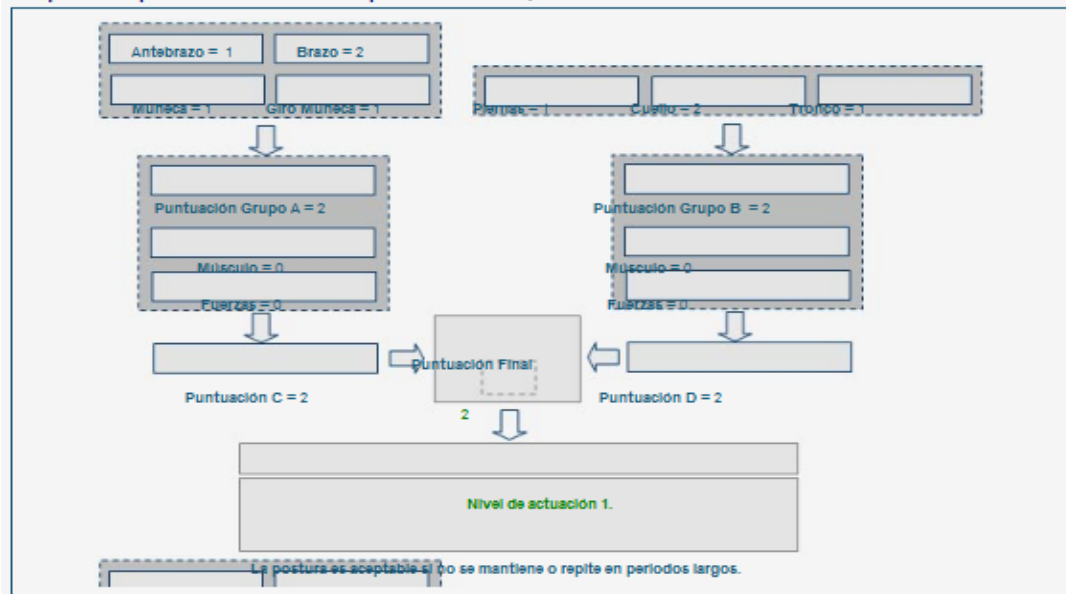 Antebrazo = 1
Brazo = 2
Muñeca = 1
Giro Muñeca = 1
Piernas = 1
Cuello = 2
Tronco = 1
Puntuación Grupo A = 2
Puntuación Grupo B = 2
Músculo = 0
Músculo = 0
Fuerzas = 0
Fuerzas = 0
Puntuación Final
Puntuación C = 2
Puntuación D = 2
2
Nivel de actuación 1.
La postura es aceptable si no se mantiene o repite en periodos largos.